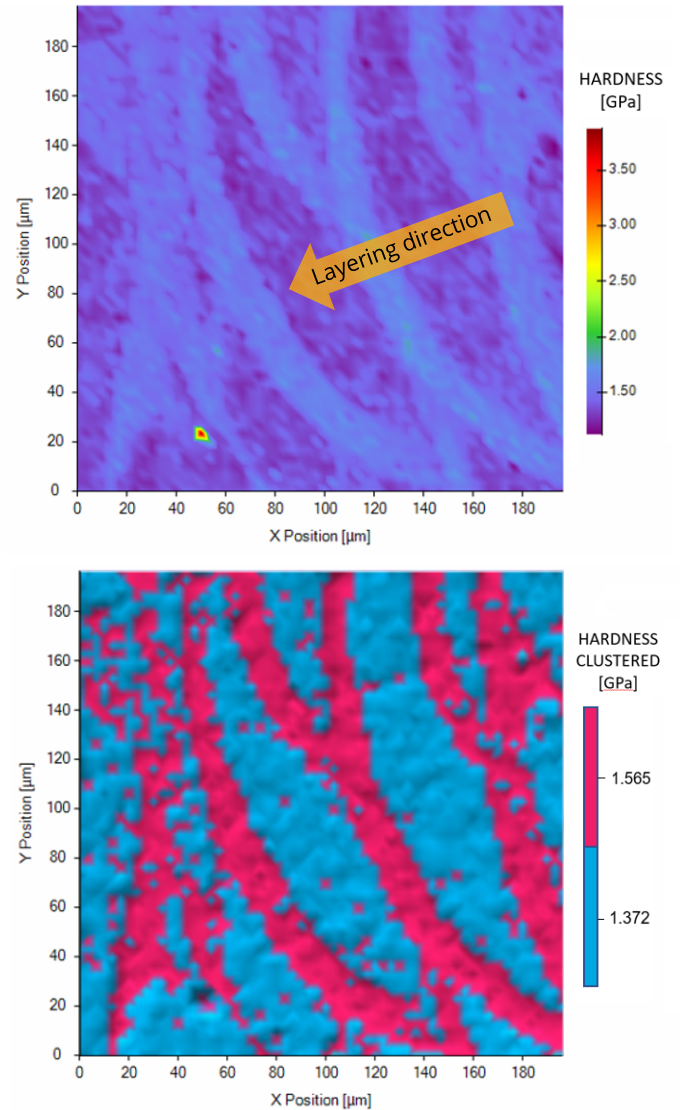 180
160
140
120
100
80
60
40
20
0
Y Position [µm]
0 20 40 60 80 100 120 140 160 180
X Position [µm]
Layering direction
HARDNESS
[GPa]
3.50
3.00
2.50
2.00
1.50
180
160
140
120
100
80
60
40
20
0
Y Position [µm]
0 20 40 60 80 100 120 140 160 180
X Position [µm]
HARDNESS
CLUSTERED
[GPa]
1.565
1.372